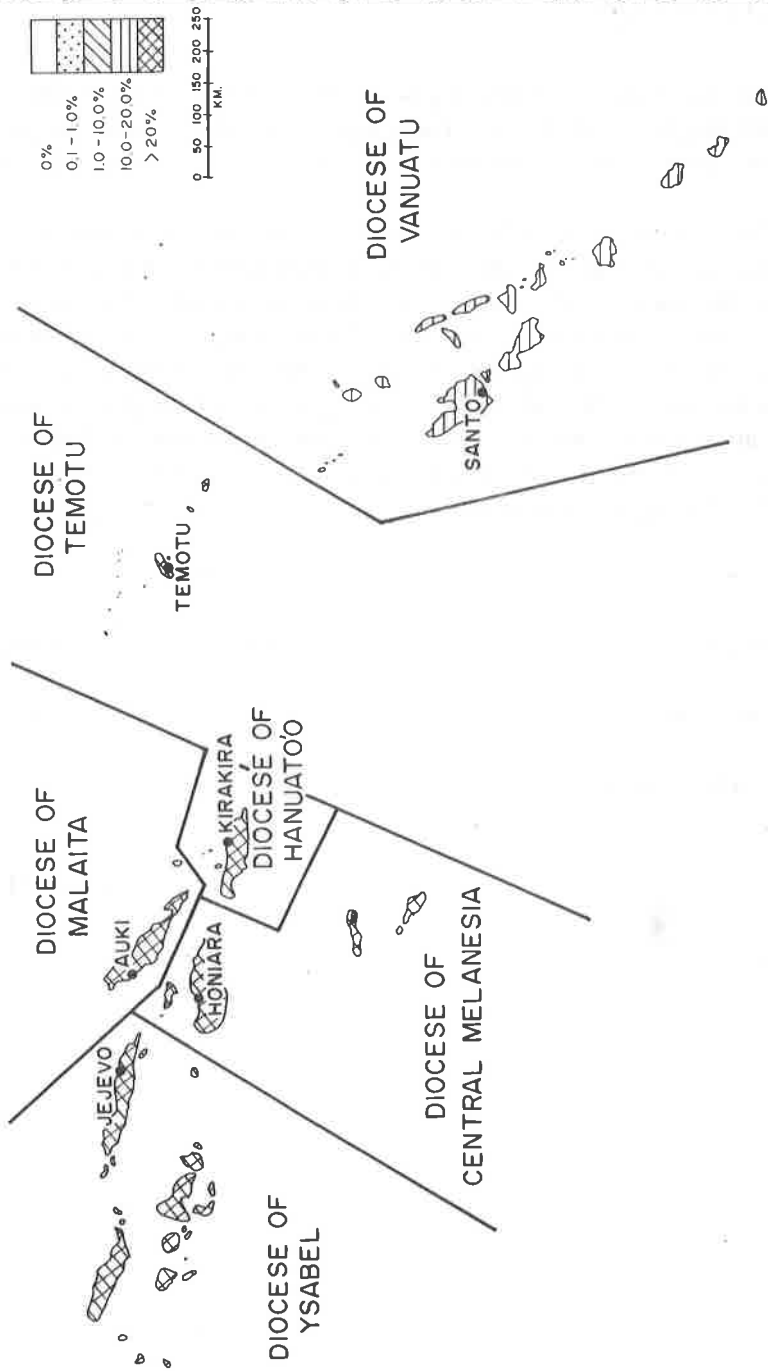 0%
0.1-1.0%
1.0-10.0%
10.0-20.0%
>20%
0 50 100 150 200 250
KM.
DIOCESE OF
YSABEL
JEJEVO
DIOCESE OF
MALAITA
AUKI
HONIARA
DIOCESE OF
CENTRAL MELANESIA
KIRAKIRA
DIOCESE OF
HANUATO'O
DIOCESE OF
TEMOTU
TEMOTU
DIOCESE OF
VANUATU
SANTO